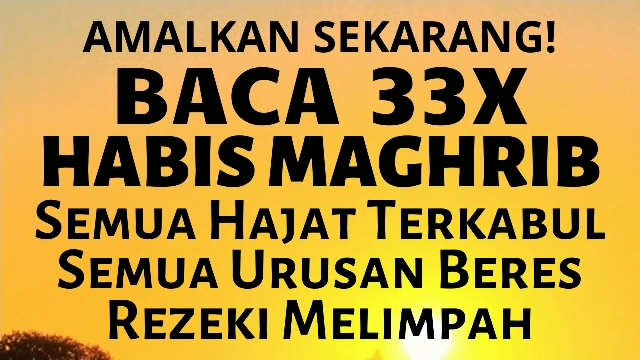 AMALKAN SEKARANG!
BACA 33X
HABIS MAGHRIB
SEMUA HAJAT TERKABUL
SEMUA URUSAN BERES
REZEKI MELIMPAH